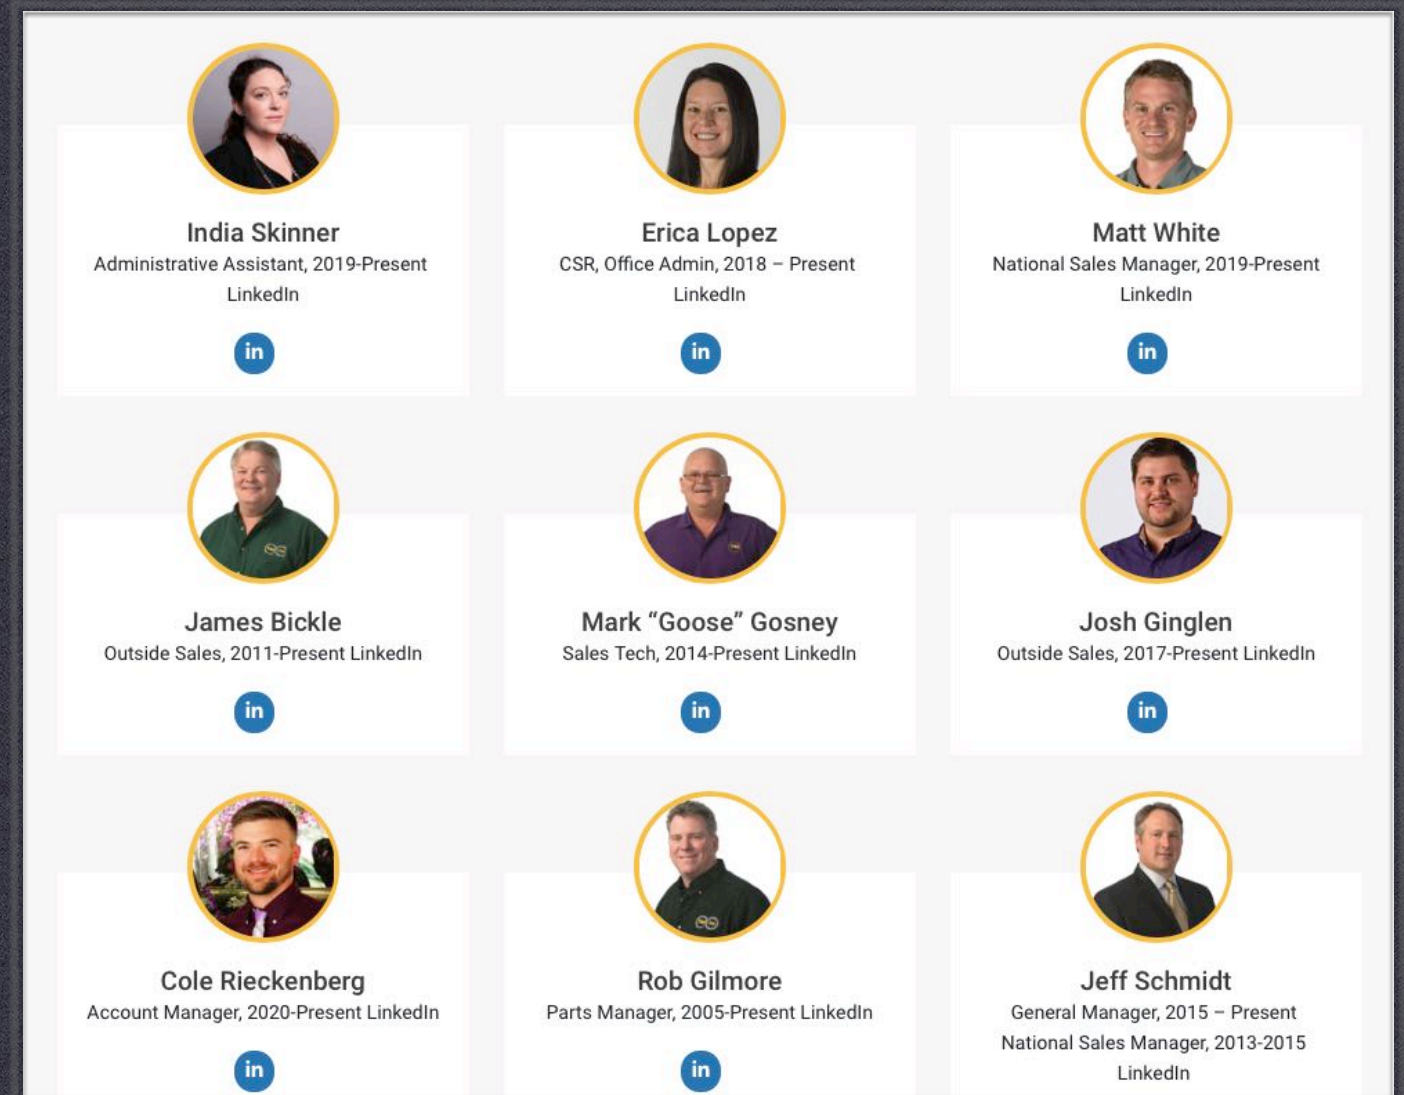 India Skinner
Administrative Assistant, 2019-Present
LinkedIn
in
Erica Lopez
CSR, Office Admin, 2018 – Present
LinkedIn
in
Matt White
National Sales Manager, 2019-Present
LinkedIn
in
James Bickle
Outside Sales, 2011-Present LinkedIn
in
Mark “Goose” Gosney
Sales Tech, 2014-Present LinkedIn
in
Josh Ginglen
Outside Sales, 2017-Present LinkedIn
in
Cole Rieckenberg
Account Manager, 2020-Present LinkedIn
in
Rob Gilmore
Parts Manager, 2005-Present LinkedIn
in
Jeff Schmidt
General Manager, 2015 – Present
National Sales Manager, 2013-2015
LinkedIn